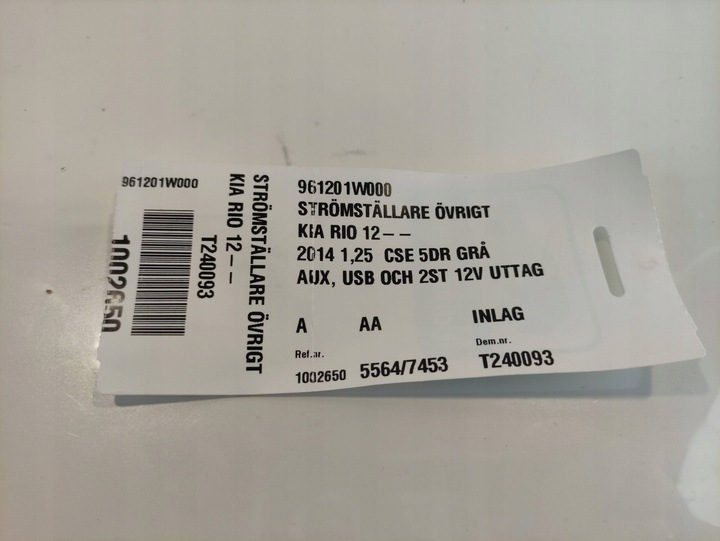 961201W000
1002650
T240093
KIA RIO 12--
STRÖMSTÄLLARE ÖVRIGT
961201W000
STRÖMSTÄLLARE ÖVRIGT
KIA RIO 12--
2014 1,25 CSE 5DR GRÅ
AUX, USB OCH 2ST 12V UTTAG
A AA INLAG
Ref.nr. Dem.nr.
1002650 5564/7453 T240093